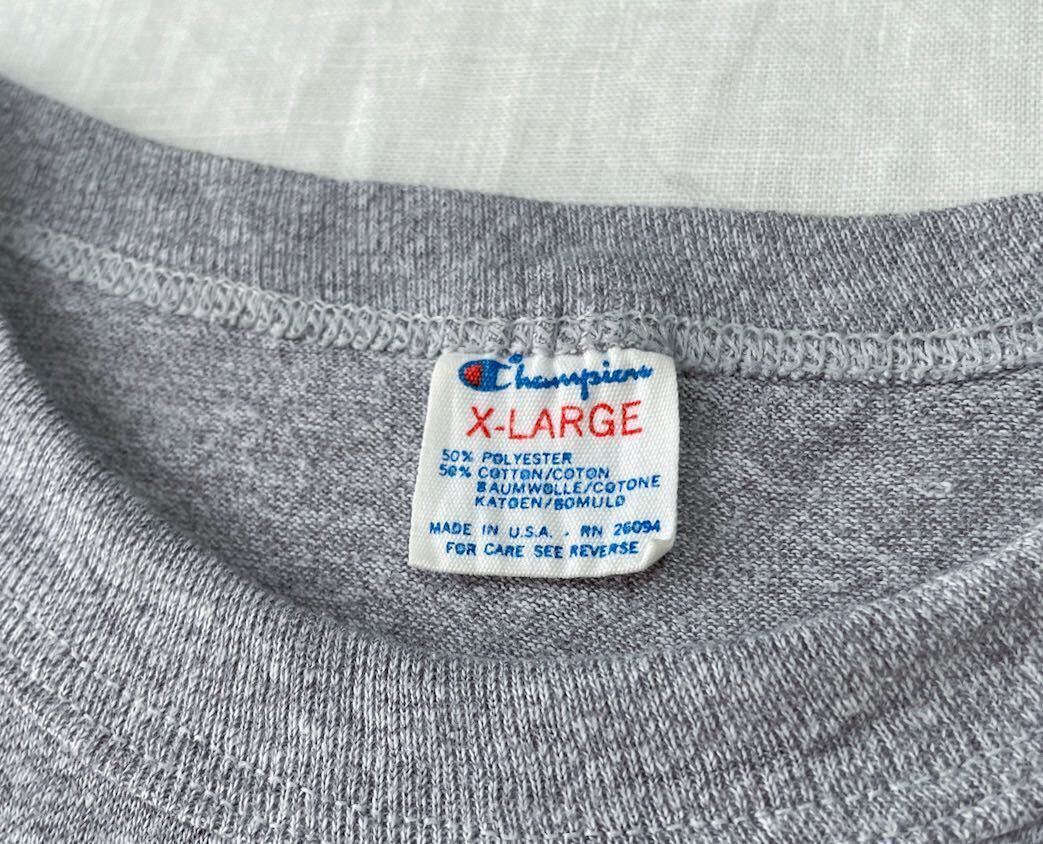 Champion
X-LARGE
50% POLYESTER
50% COTTON/COTON
BAUMWOLLE/COTONE
KATOEN/BOMULD
MADE IN U.S.A. . RN 26094
FOR CARE SEE REVERSE